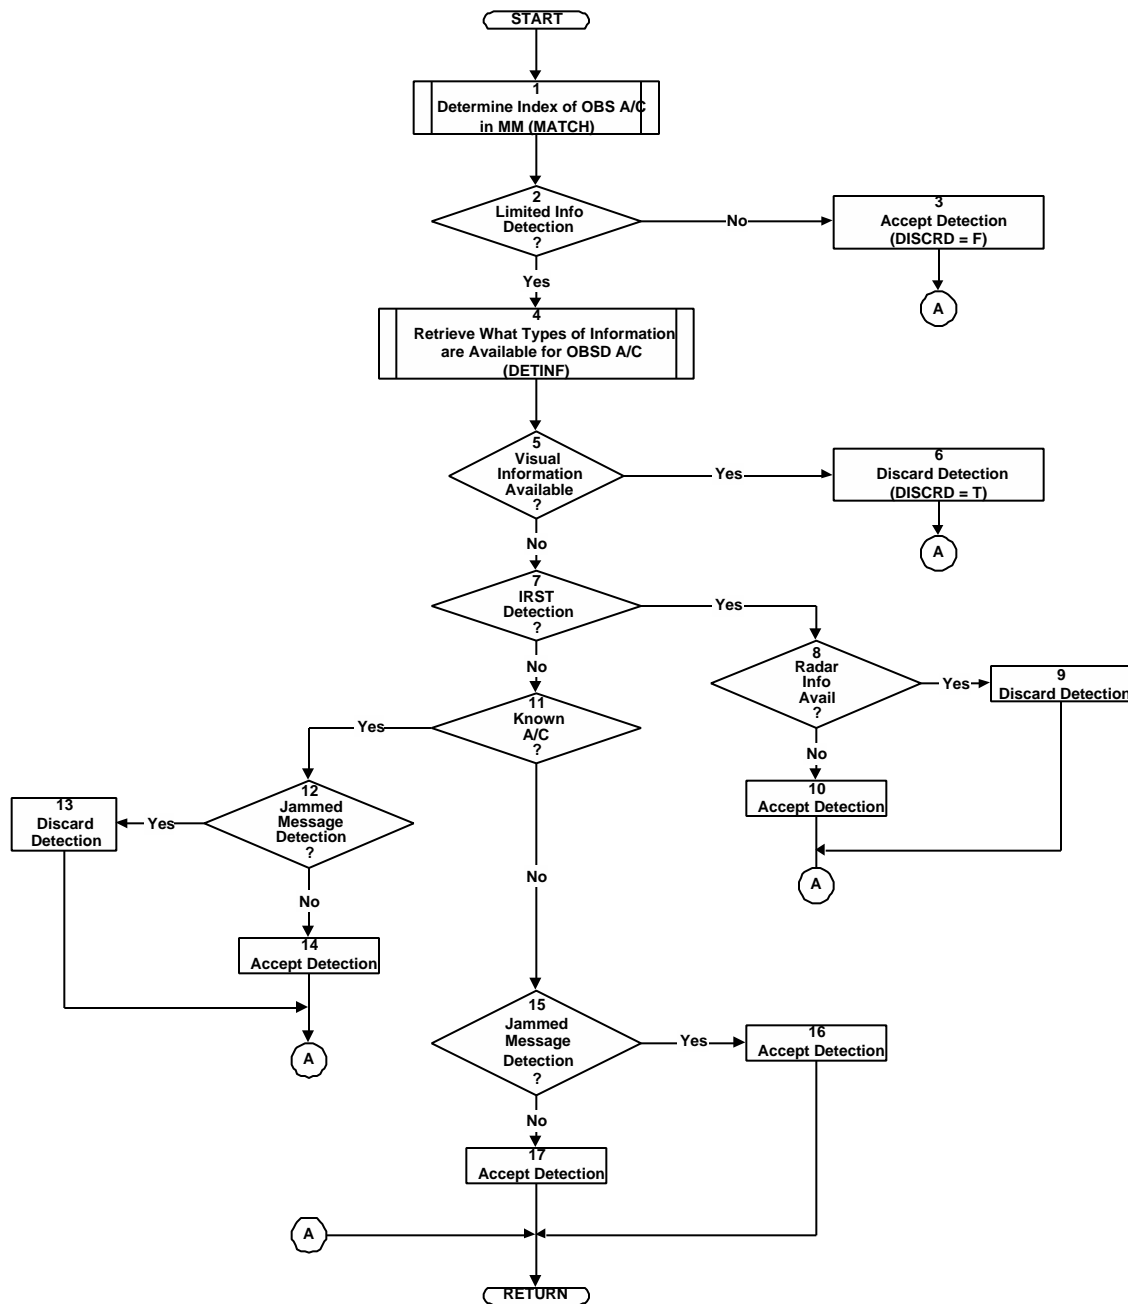 START
1
Determine Index of OBS A/C
in MM (MATCH)
2
Limited Info
Detection
?
No
3
Accept Detection
(DISCRD = F)
A
Yes
4
Retrieve What Types of Information
are Available for OBSD A/C
(DETINF)
5
Visual
Information
Available
?
Yes
6
Discard Detection
(DISCRD = T)
A
No
7
IRST
Detection
?
Yes
8
Radar
Info
Avail
?
Yes
9
Discard Detection
No
10
Accept Detection
A
No
11
Known
A/C
?
Yes
12
Jammed
Message
Detection
?
Yes
13
Discard
Detection
No
14
Accept Detection
A
No
15
Jammed
Message
Detection
?
Yes
16
Accept Detection
No
17
Accept Detection
A
RETURN